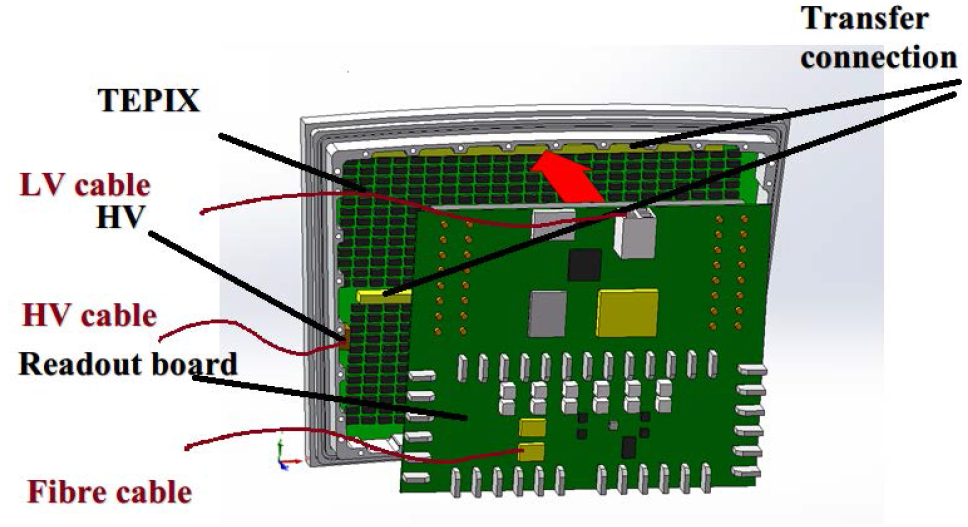 Transfer
connection
TEPIX
LV cable
HV
HV cable
Readout board
Fibre cable